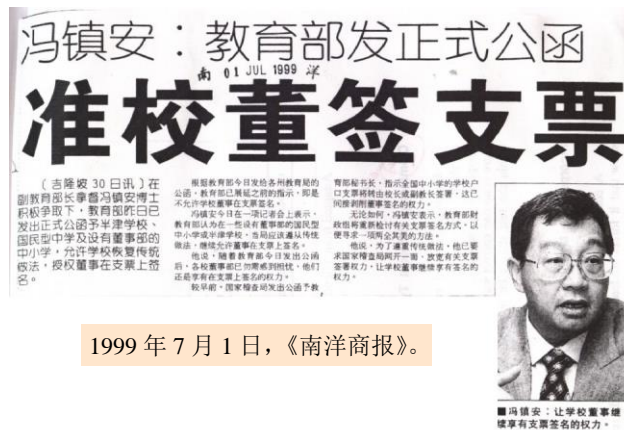 冯镇安：教育部发正式公函
南 01 JUL 1999 洋
准校董签支票
（吉隆坡30日讯）在
副教育部长拿督冯镇安博士
积极争取下，教育部昨日已
发出正式公函予半津学校、
国民型中学及设有董事部的
中小学，允许学校恢复传统
做法，授权董事在支票上签
名。
根据教育部今日发给各州教育局的
公函，教育部已展延之前的指示，即是
不允许学校董事在支票签名。
冯镇安今日在一项记者会上表示，
教育部认为在一些设有董事部的国民型
中小学或半津学校，当局应该遵从传统
做法，继续允许董事在支票上签名。
他说，随着教育部今日发出公函
后，各校董事部已勿需感到担忧，他们
还是享有在支票上签名的权力。
较早前，国家稽查局发出公函予教
育部秘书长，指示全国中小学的学校户
口支票将转由校长或副教长签署，这已
间接剥削董事签名的权力。
无论如何，冯镇安表示，教育部财
政组将重新检讨有关支票签名方式，以
便寻求一项两全其美的方法。
他说，为了遵重传统做法，他已要
求国家稽查局网开一面，放宽有关支票
签署权力，让学校董事继续享有签名的
权力。
1999 年 7 月 1 日，《南洋商报》。
■冯镇安：让学校董事继
续享有支票签名的权力。